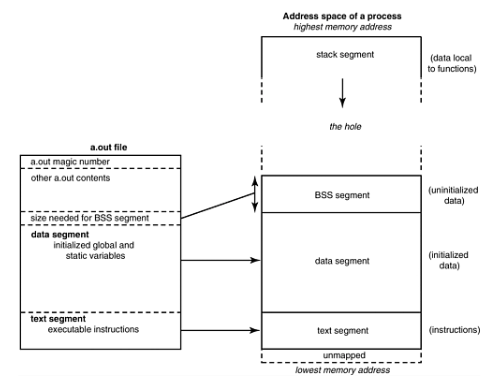 Address space of a process
highest memory address
stack segment
(data local
to functions)
the hole
a.out file
a.out magic number
other a.out contents
size needed for BSS segment
data segment
initialized global and
static variables
text segment
executable instructions
BSS segment
(uninitialized
data)
data segment
(initialized
data)
text segment
(instructions)
unmapped
lowest memory address